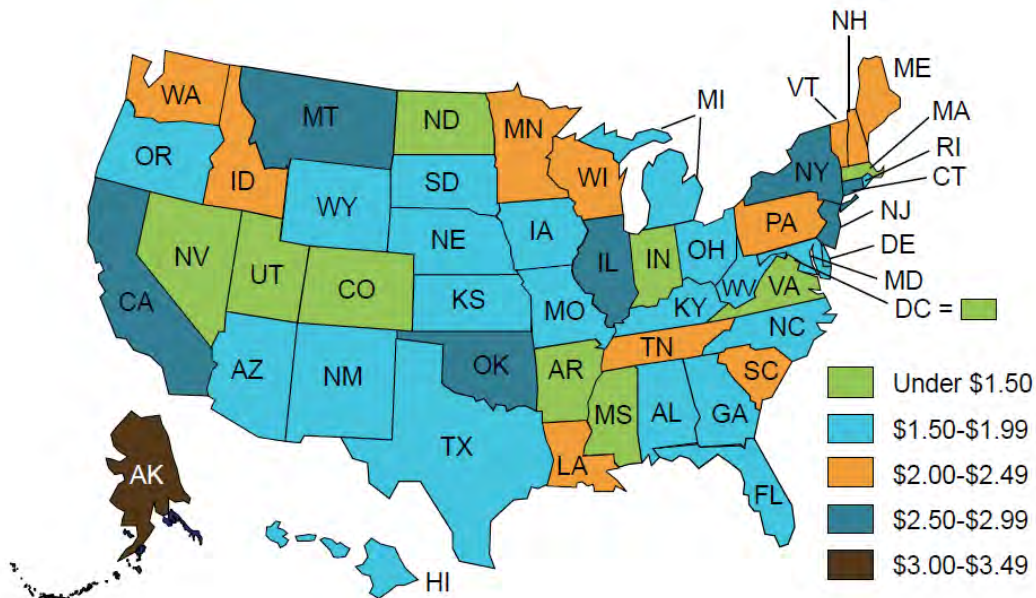 NH
ME
VT
MI
MA
WA
MT
ND
MN
RI
OR
ID
SD
WI
NY
CT
WY
NJ
PA
IA
NE
DE
NV
UT
CO
IL
IN
OH
MD
CA
KS
MO
WV
VA
KY
DC =
NC
AZ
NM
OK
AR
TN
SC
Under $1.50
MS
AL
GA
$1.50-$1.99
TX
LA
AK
$2.00-$2.49
FL
$2.50-$2.99
HI
$3.00-$3.49